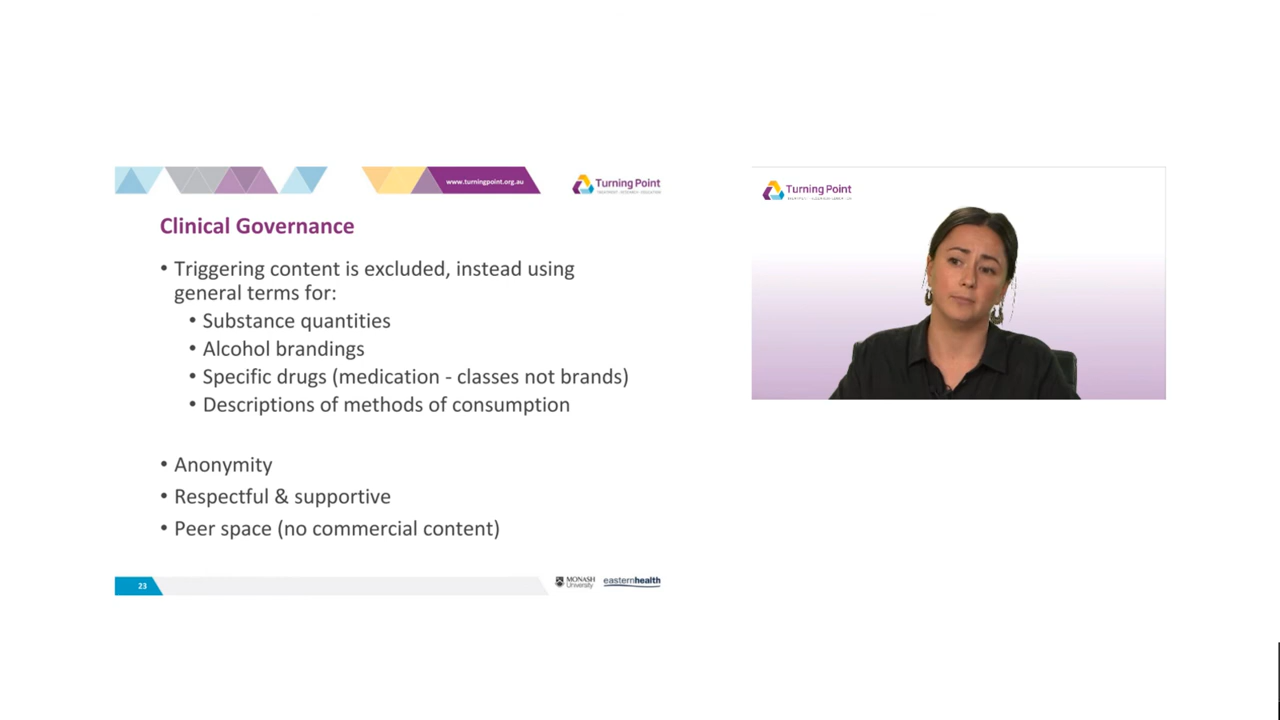 www.turningpoint.org.au
Turning Point
Clinical Governance
• Triggering content is excluded, instead using
general terms for:
• Substance quantities
• Alcohol brandings
• Specific drugs (medication - classes not brands)
• Descriptions of methods of consumption
• Anonymity
• Respectful & supportive
• Peer space (no commercial content)
23
MONASH
University
easternhealth
Turning Point